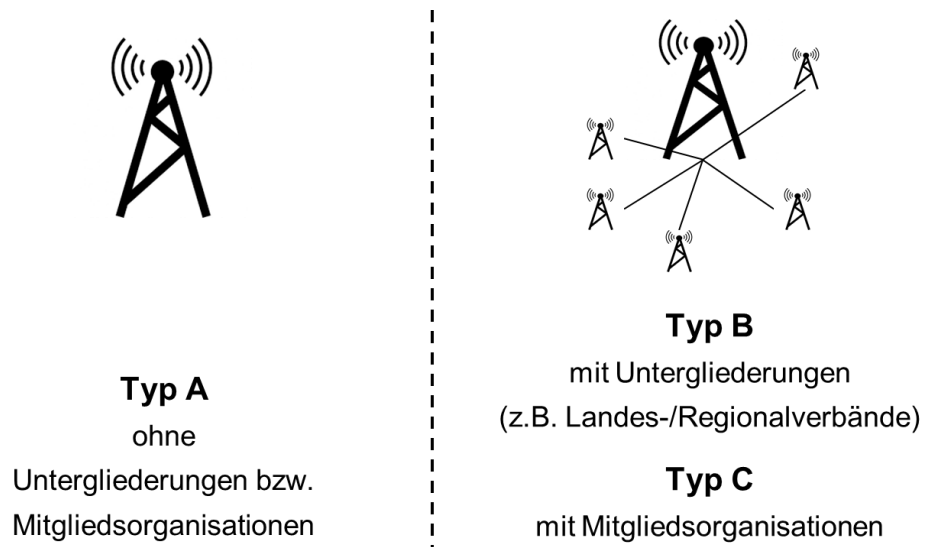 Typ A
ohne
Untergliederungen bzw.
Mitgliedsorganisationen
Typ B
mit Untergliederungen
(z.B. Landes-/Regionalverbände)
Typ C
mit Mitgliedsorganisationen